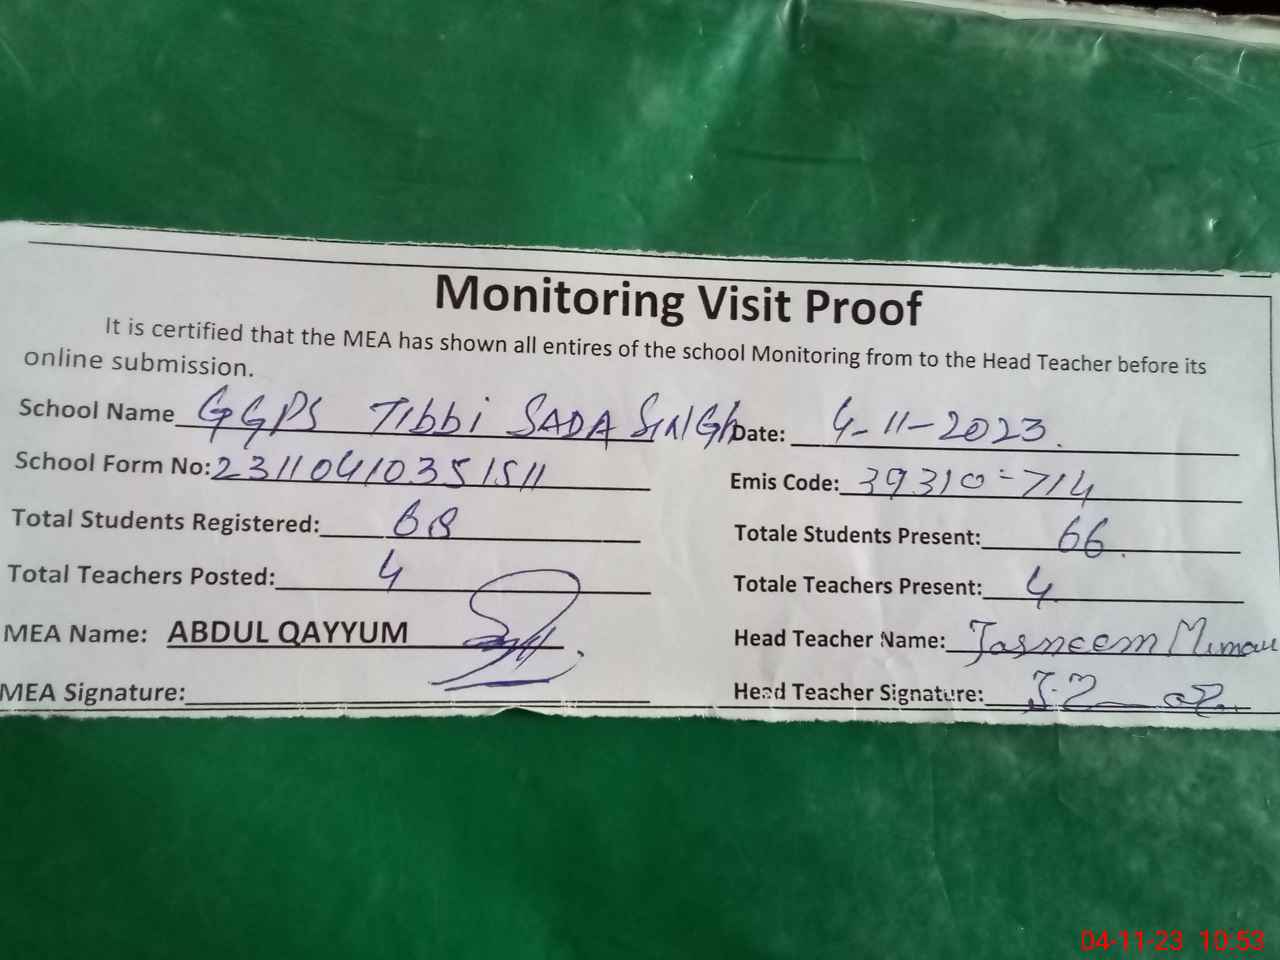 Monitoring Visit Proof
It is certified that the MEA has shown all entires of the school Monitoring from to the Head Teacher before its
online submission.
School Name GGPS Tibbi SADA SINGh Date: 4-11-2023.
School Form No: 23110410351511 Emis Code: 39310-714
Total Students Registered: 68 Totale Students Present: 66.
Total Teachers Posted: 4 Totale Teachers Present: 4
MEA Name: ABDUL QAYYUM Head Teacher Name: Tasneem
MEA Signature: Head Teacher Signature:
04-11-23 10:53